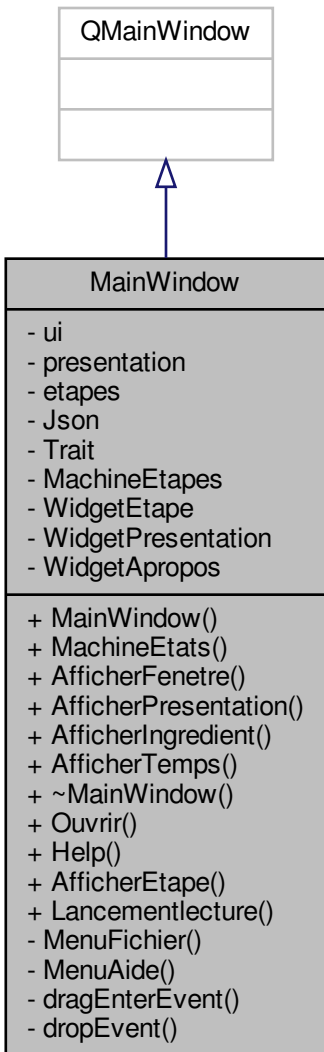 QMainWindow
MainWindow
- ui
- presentation
- etapes
- Json
- Trait
- MachineEtapes
- WidgetEtape
- WidgetPresentation
- WidgetApropos
+ MainWindow()
+ MachineEtats()
+ AfficherFenetre()
+ AfficherPresentation()
+ AfficherIngredient()
+ AfficherTemps()
+ ~MainWindow()
+ Ouvrir()
+ Help()
+ AfficherEtape()
+ Lancementlecture()
- MenuFichier()
- MenuAide()
- dragEnterEvent()
- dropEvent()